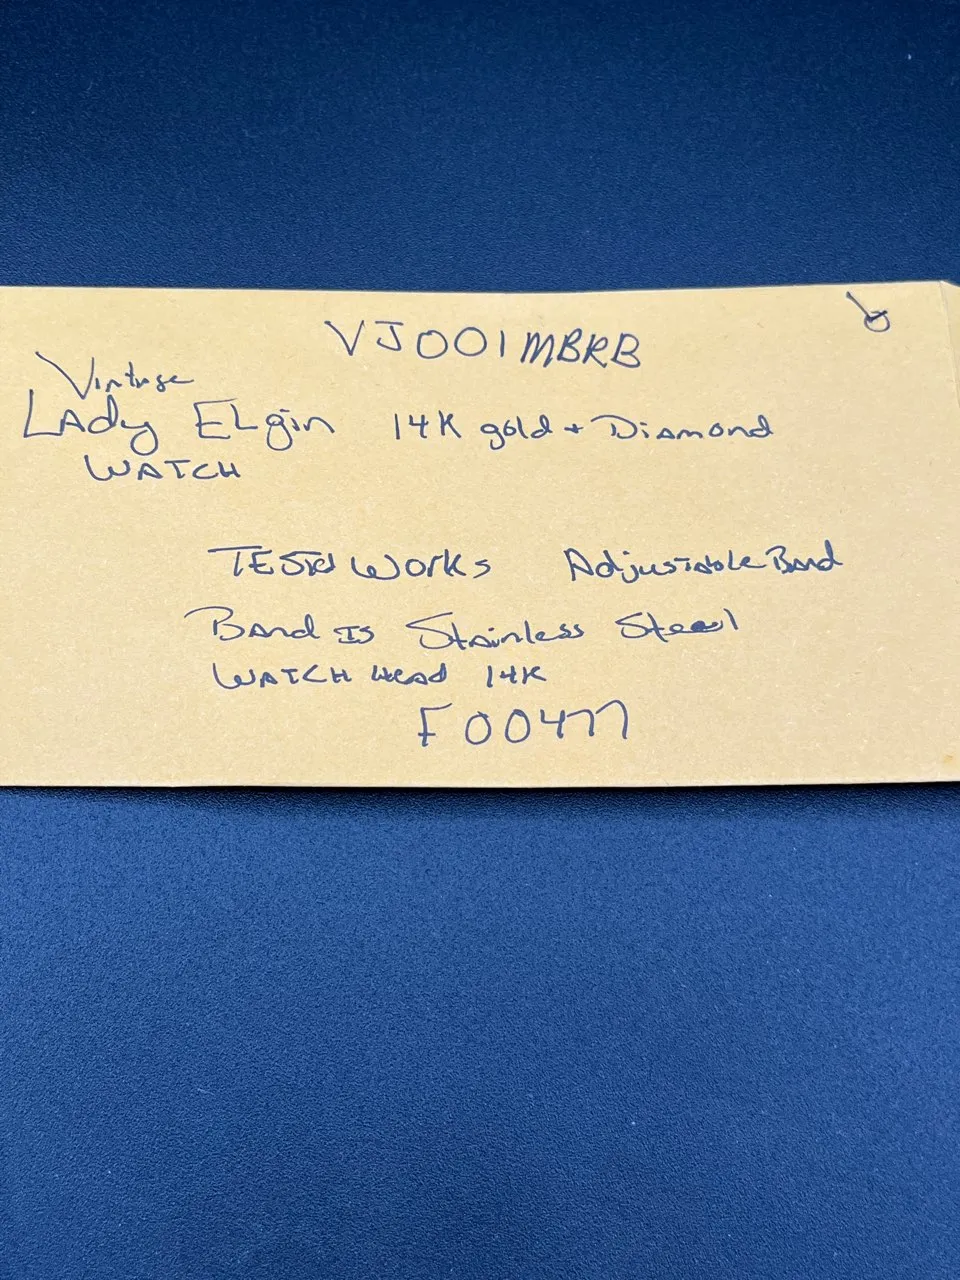 VJ001MBRB
Vintage
LAdy ELgin 14K gold + Diamond
WATCH
TESTed Works Adjustable Band
Band Is Stainless Steel
WATCH Head 14K
F00477